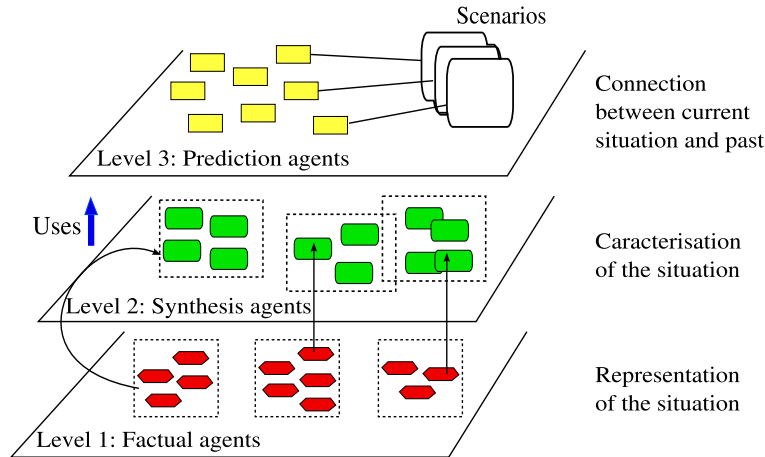 Scenarios
Connection
between current
situation and past
Level 3: Prediction agents
Uses
Caracterisation
of the situation
Level 2: Synthesis agents
Representation
of the situation
Level 1: Factual agents